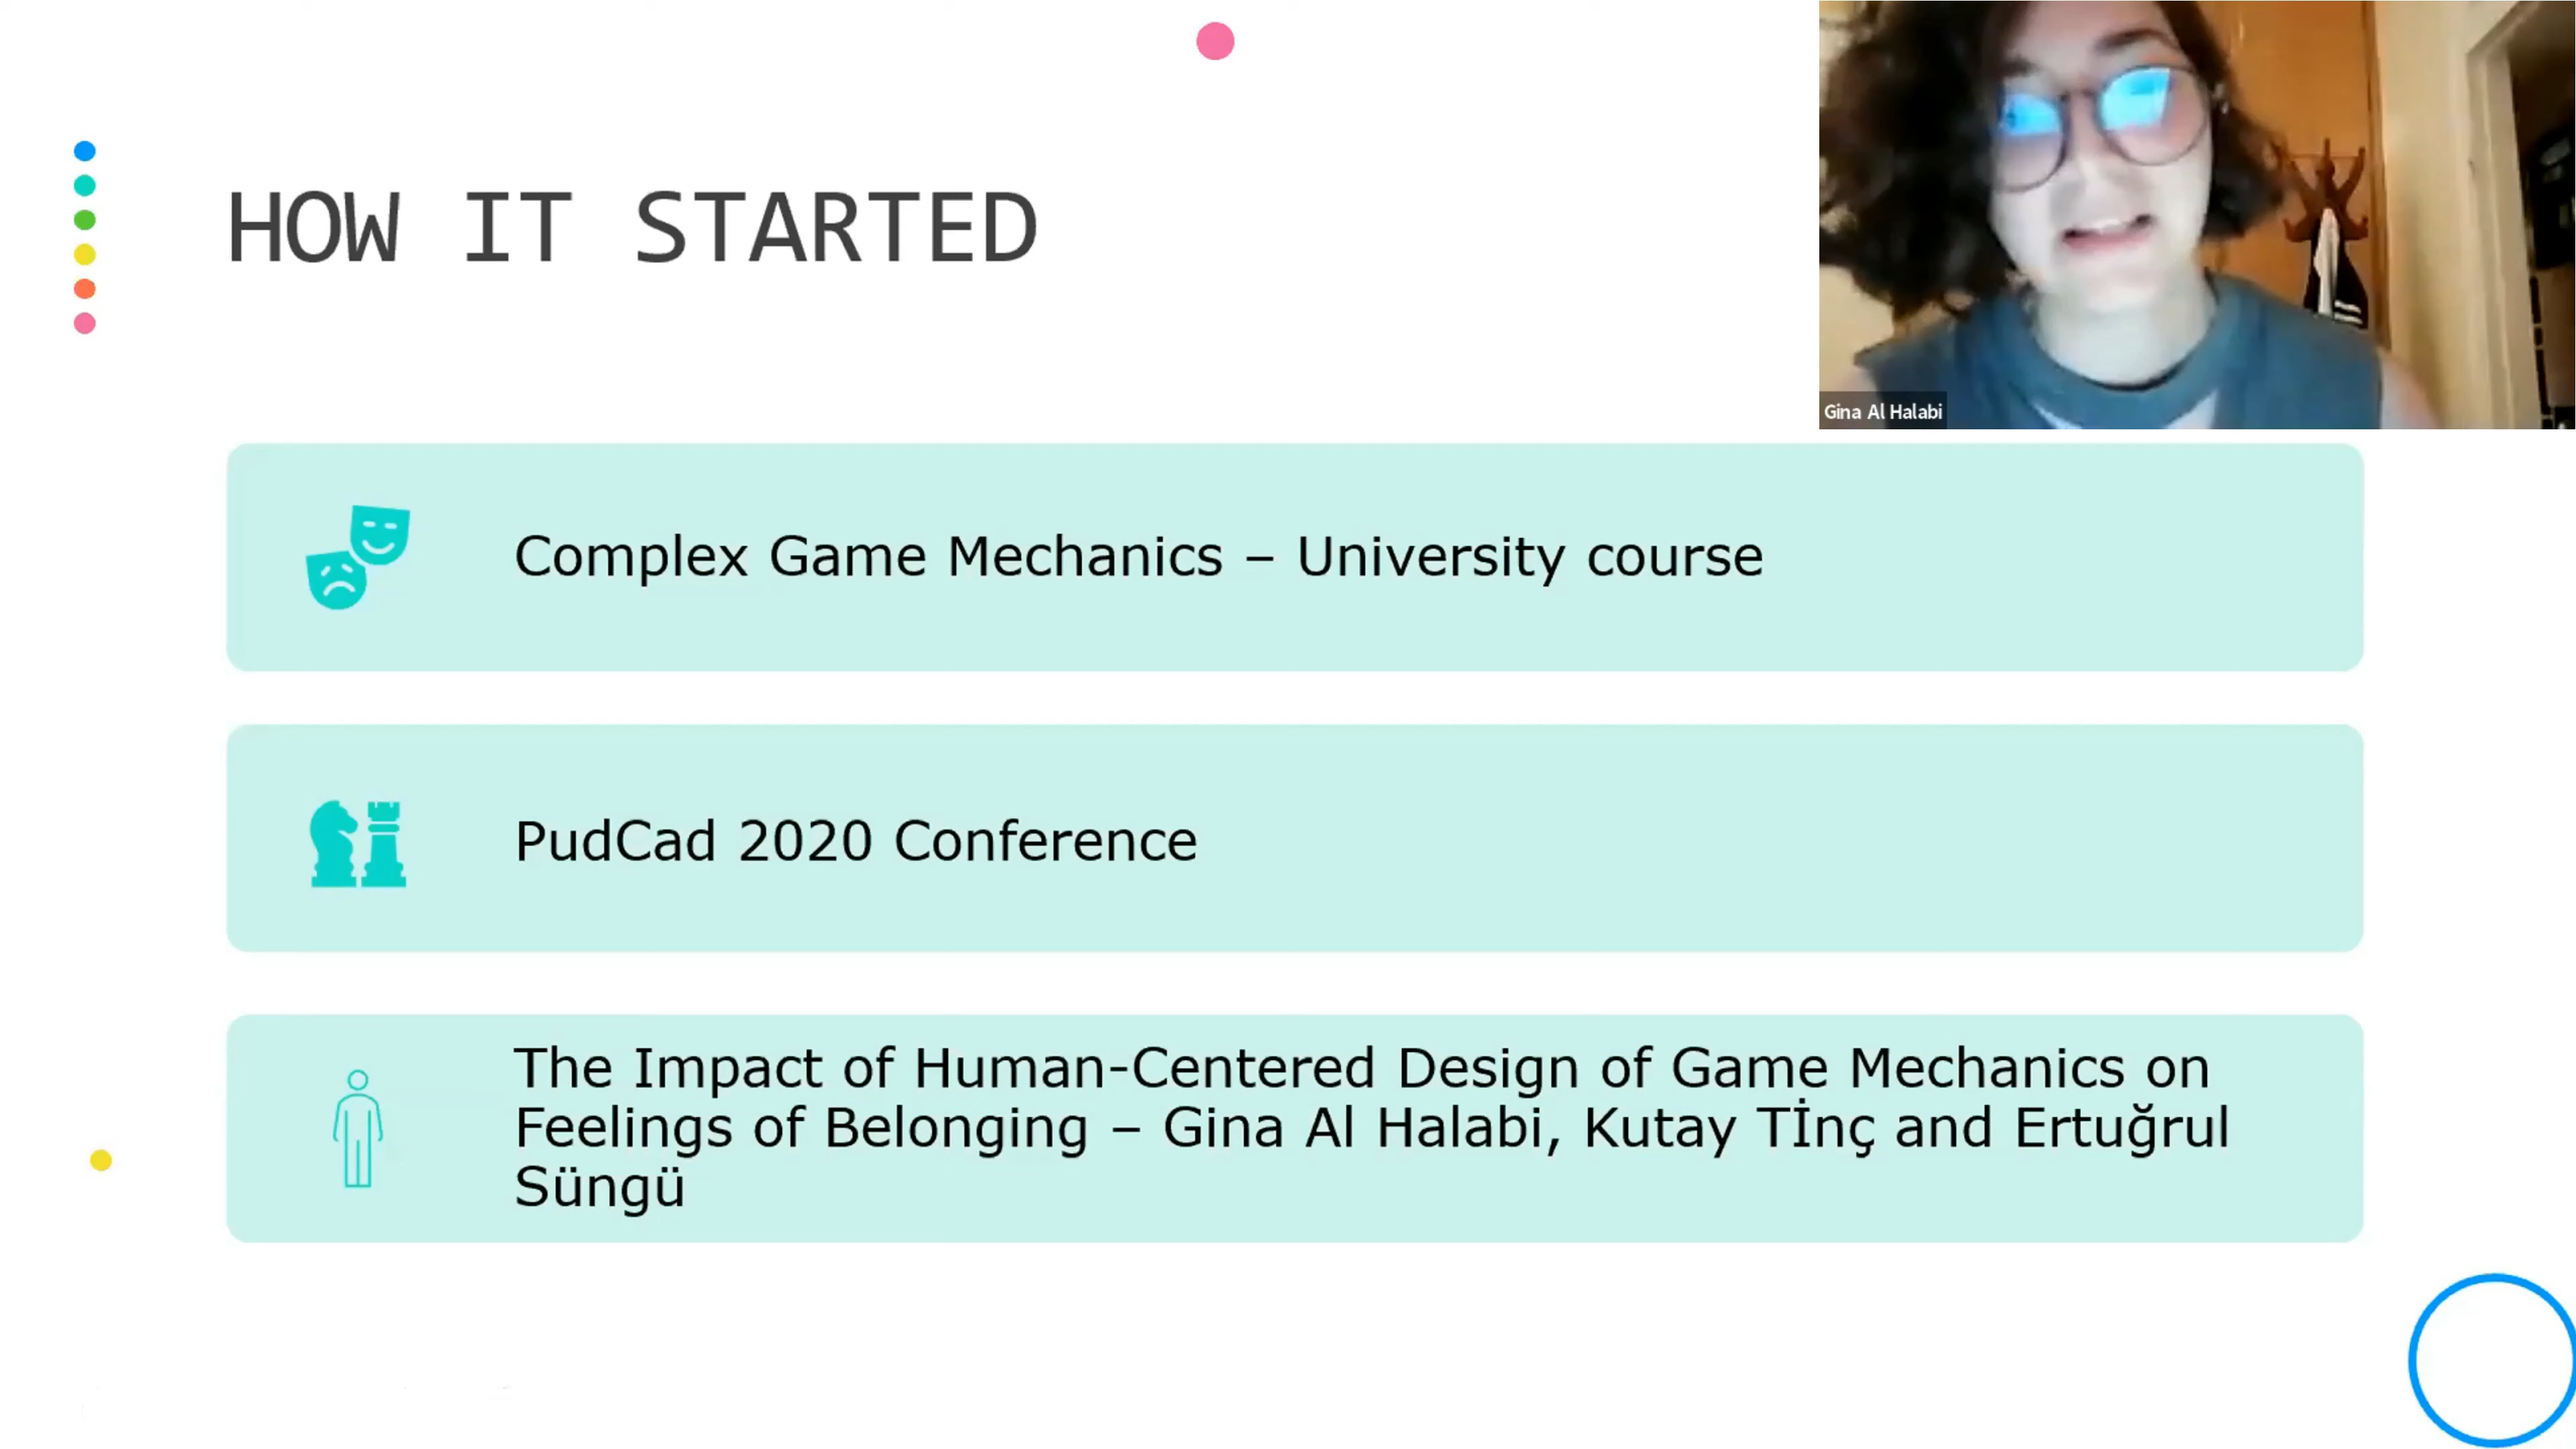 HOW IT STARTED
Gina Al Halabi
Complex Game Mechanics – University course
PudCad 2020 Conference
The Impact of Human-Centered Design of Game Mechanics on
Feelings of Belonging – Gina Al Halabi, Kutay Tİnç and Ertuğrul
Süngü